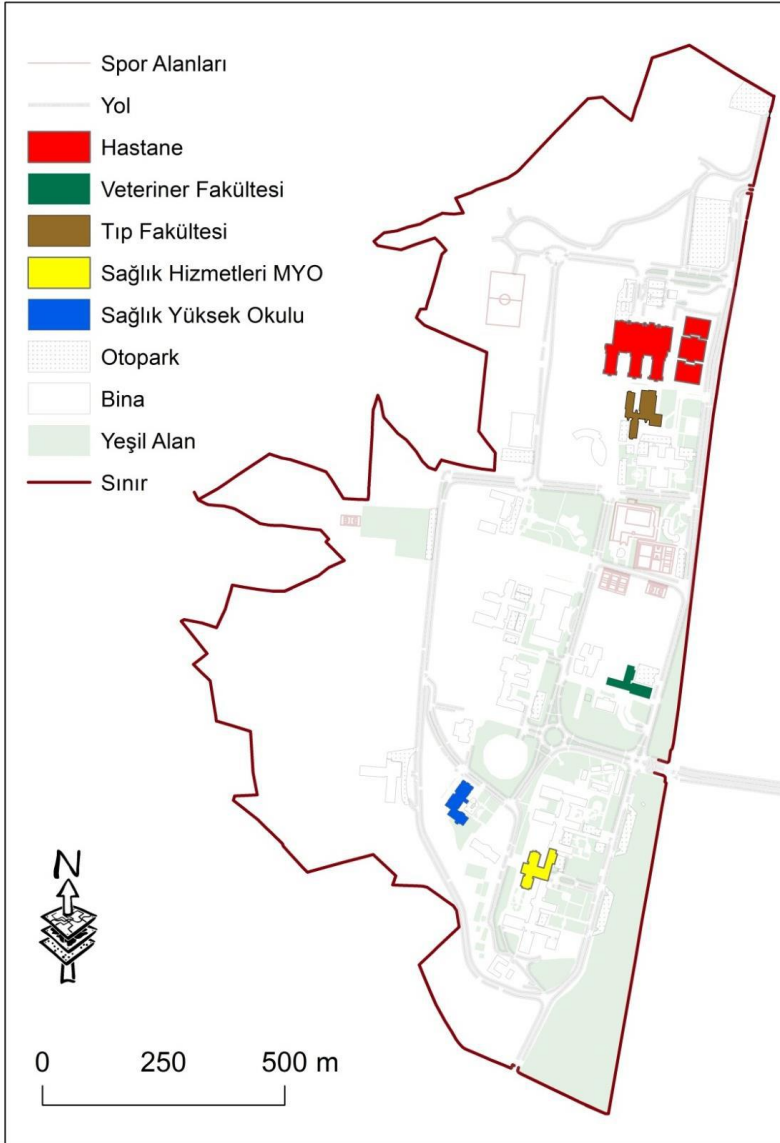 Spor Alanları
Yol
Hastane
Veteriner Fakültesi
Tıp Fakültesi
Sağlık Hizmetleri MYO
Sağlık Yüksek Okulu
Otopark
Bina
Yeşil Alan
Sınır
N
0 250 500 m